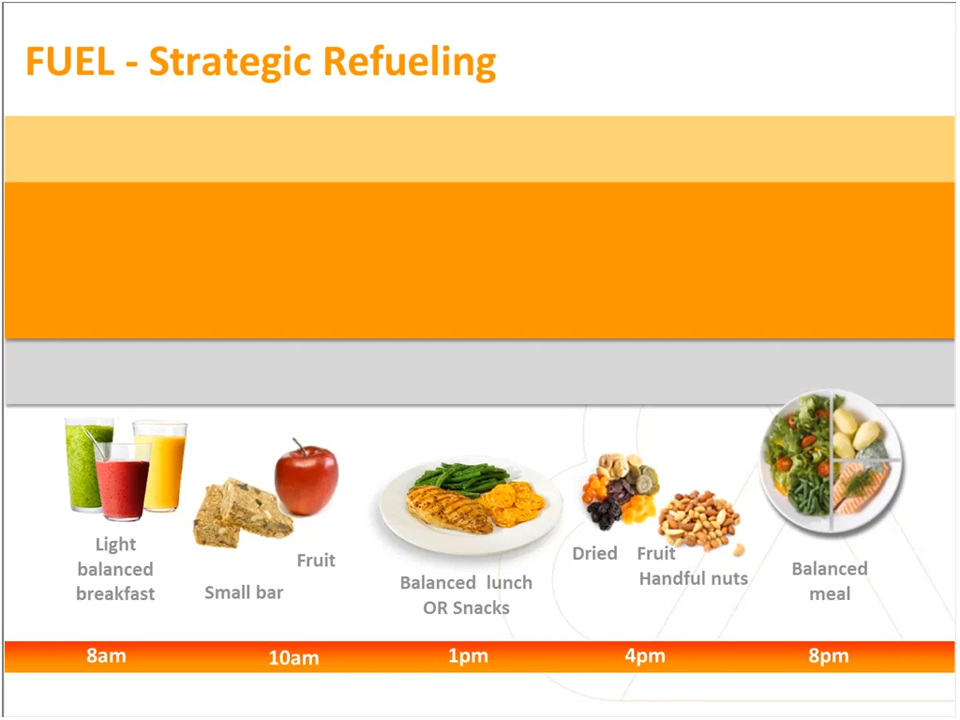 FUEL - Strategic Refueling
Light
balanced
breakfast
Small bar
Fruit
Balanced lunch
OR Snacks
Dried Fruit
Handful nuts
Balanced
meal
8am 10am 1pm 4pm 8pm